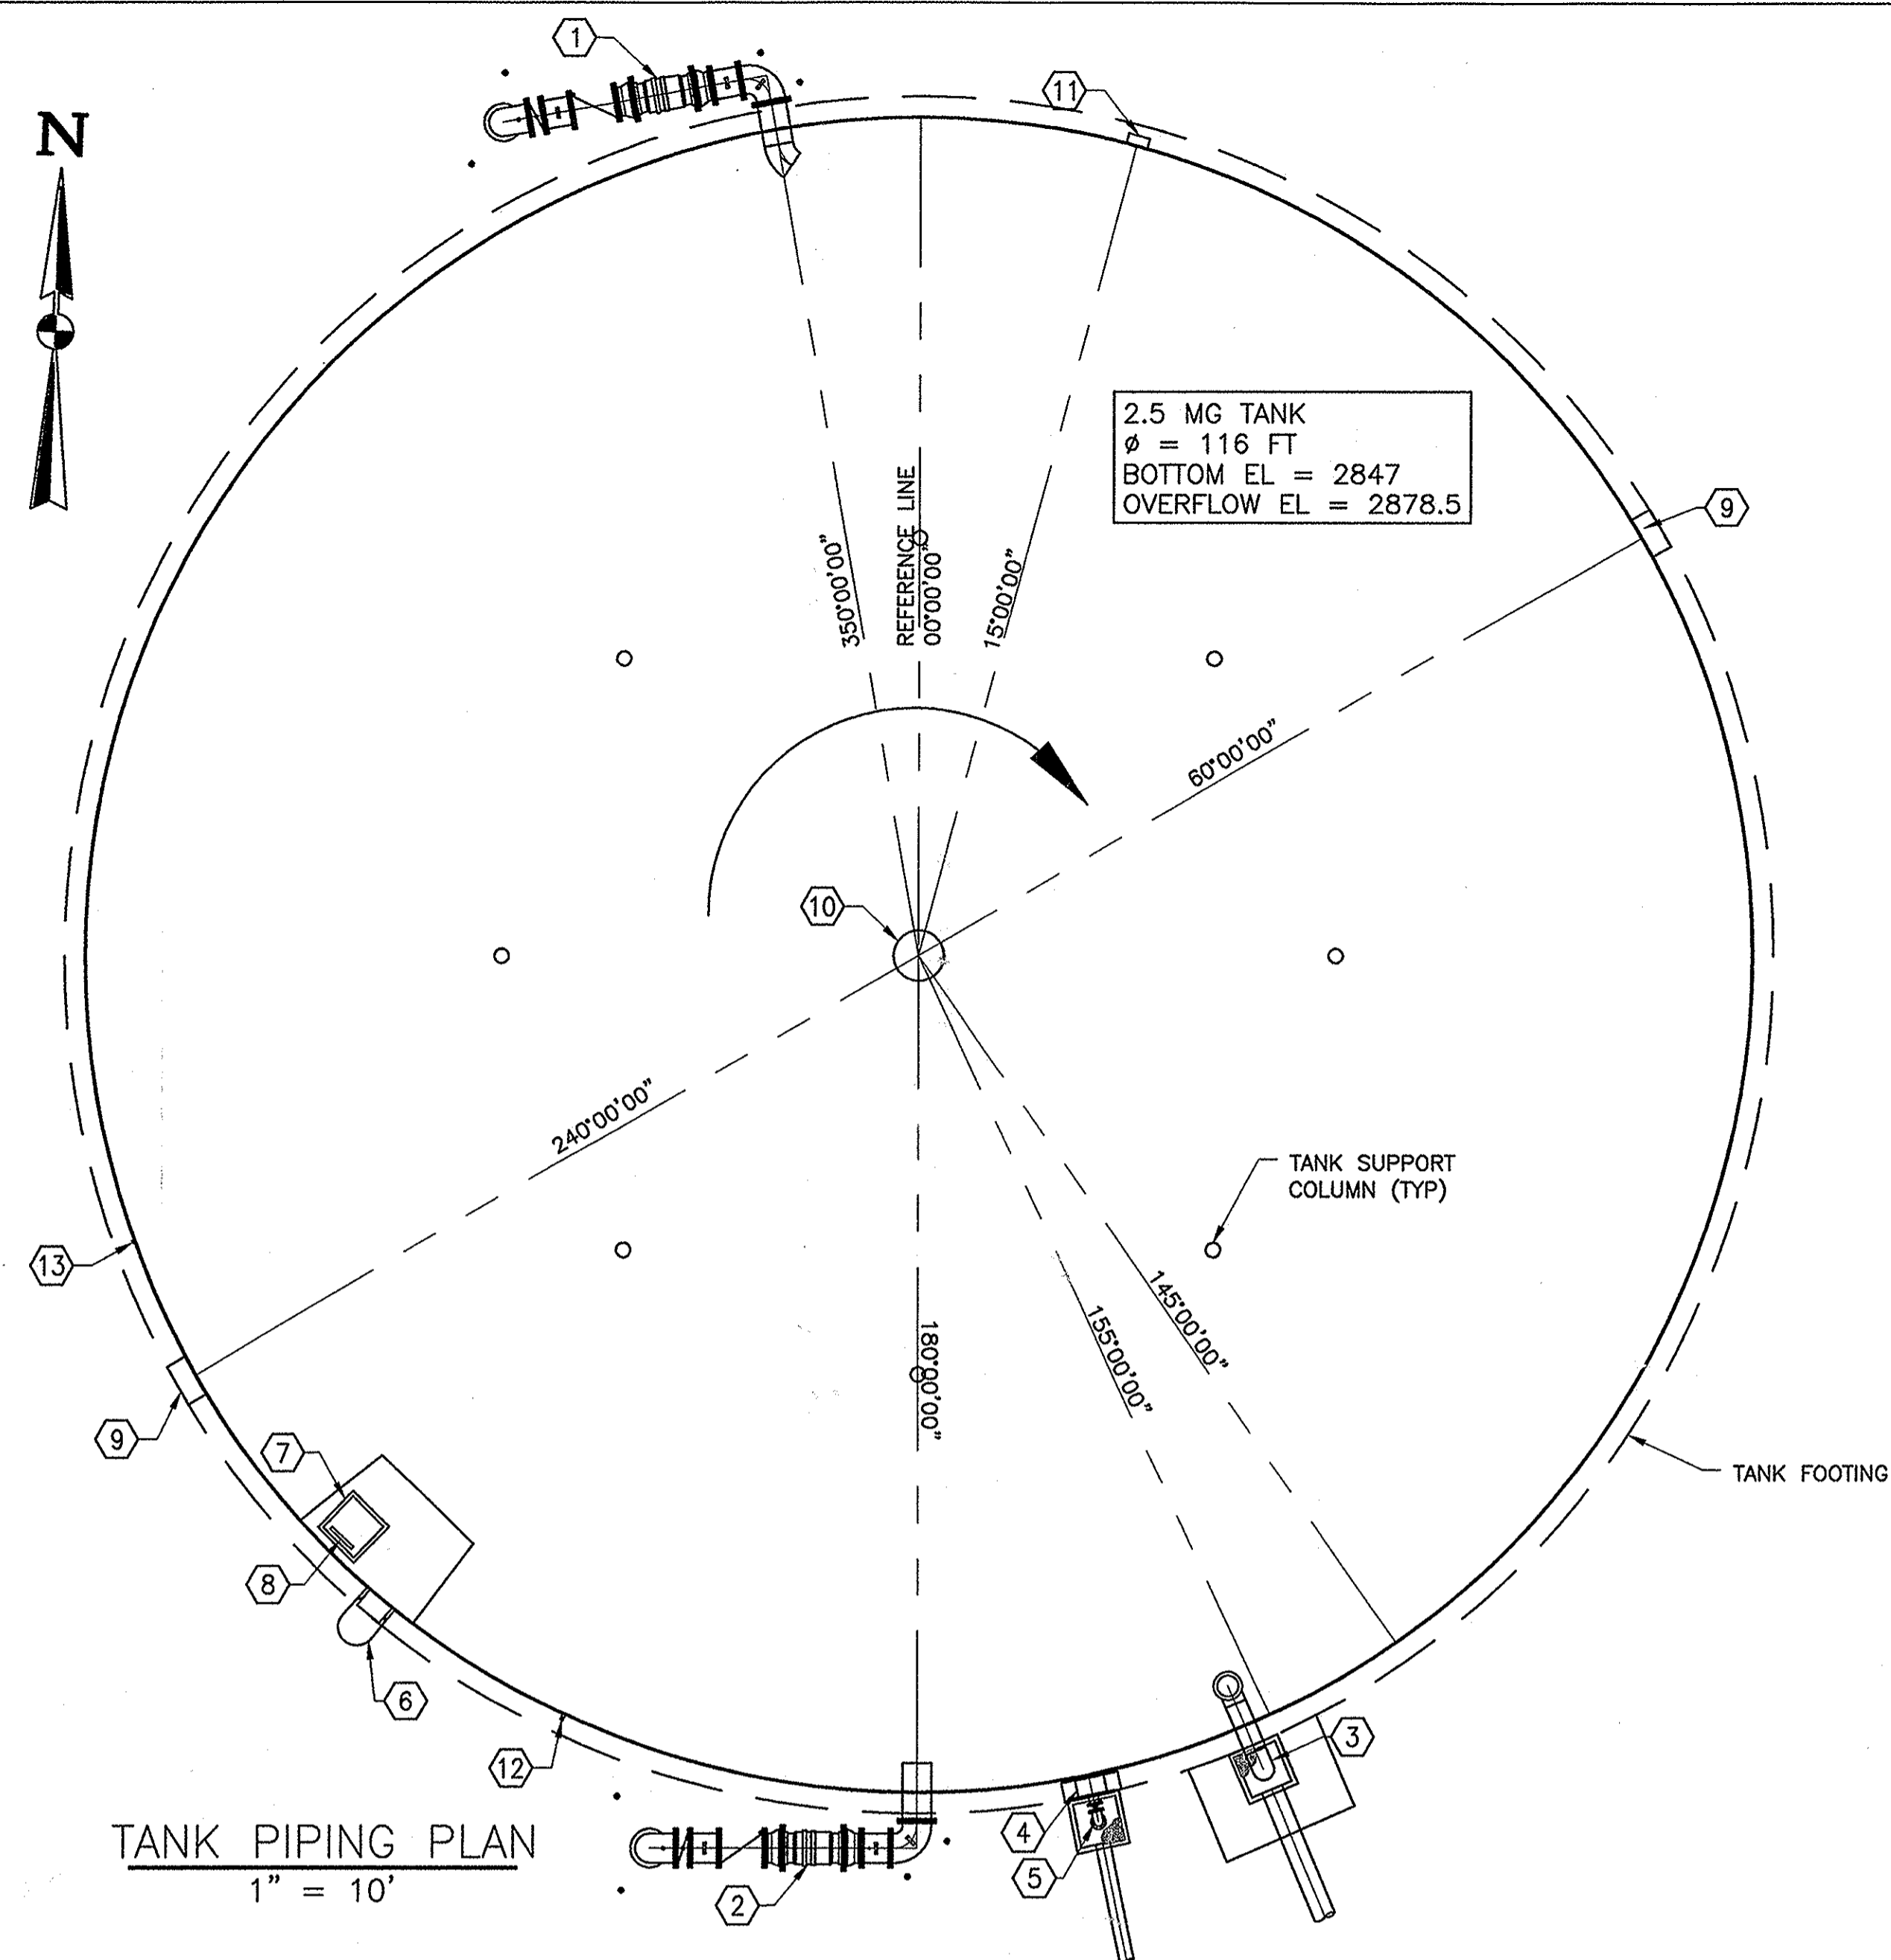 1
11
N
2.5 MG TANK
ø = 116 FT
BOTTOM EL = 2847
OVERFLOW EL = 2878.5
9
350°00'00"
REFERENCE LINE
00°00'00"
15°00'00"
60°00'00"
10
240°00'00"
TANK SUPPORT
COLUMN (TYP)
13
145°00'00"
155°00'00"
180°00'00"
9
7
TANK FOOTING
8
6
12
3
4
5
2
TANK PIPING PLAN
1" = 10'